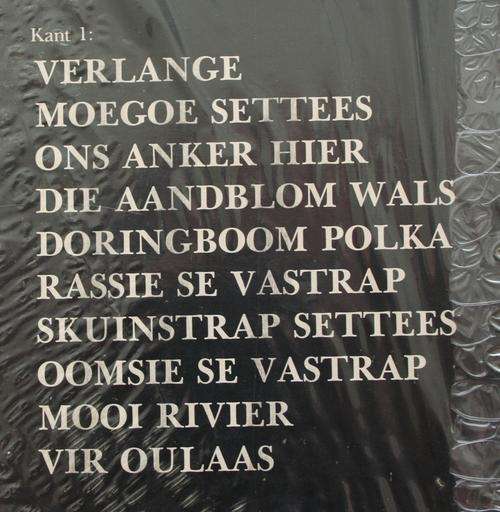 Kant 1:
VERLANGE
MOEGOE SETTEES
ONS ANKER HIER
DIE AANDBLOM WALS
DORINGBOOM POLKA
RASSIE SE VASTRAP
SKUINSTRAP SETTEES
OOMSIE SE VASTRAP
MOOI RIVIER
VIR OULAAS